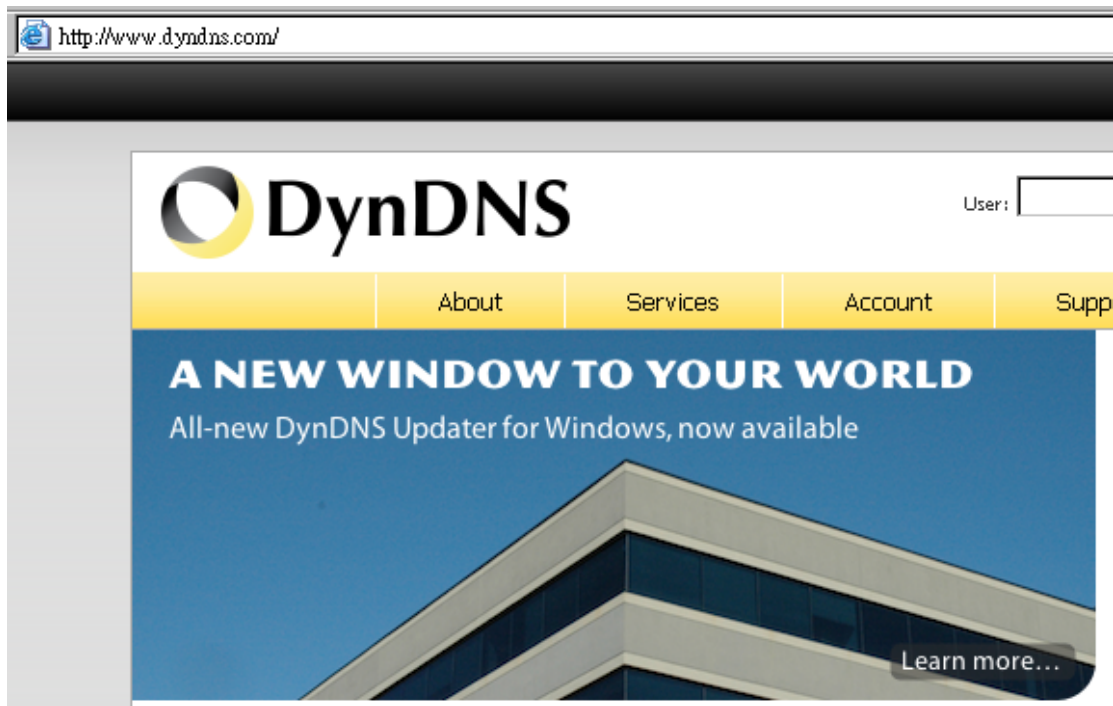 http://www.dyndns.com/
DynDNS
User:
About Services Account Supp
A NEW WINDOW TO YOUR WORLD
All-new DynDNS Updater for Windows, now available
Learn more...